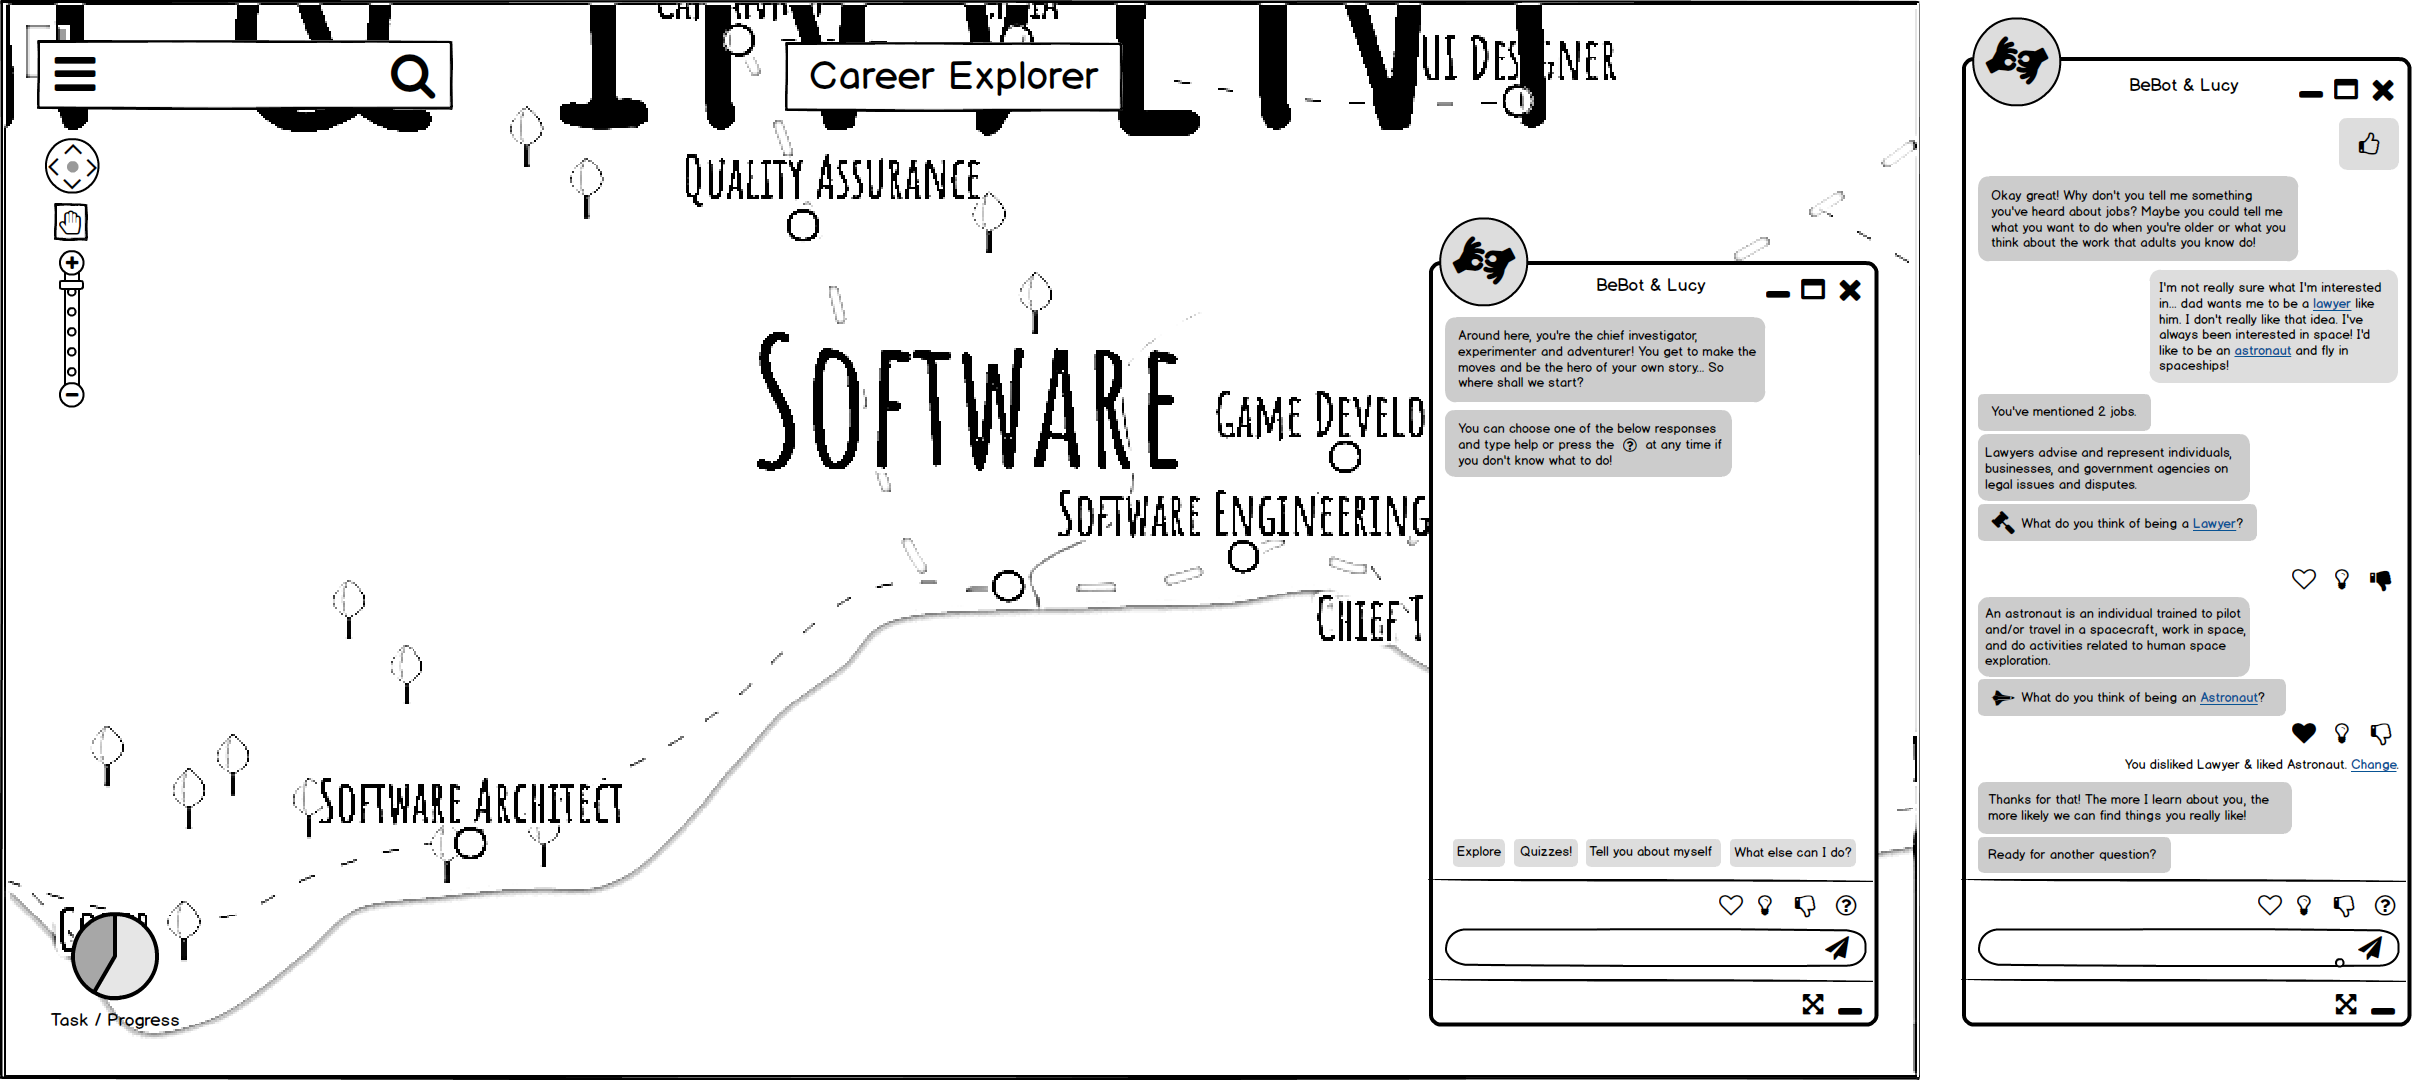 Career Explorer
UI Designer
Quality Assurance
Software
Game Develo
Software Engineering
Chief T
Software Architect
Task / Progress
BeBot & Lucy
Around here, you're the chief investigator,
experimenter and adventurer! You get to make the
moves and be the hero of your own story... So
where shall we start?
You can choose one of the below responses
and type help or press the ? at any time if
you don't know what to do!
Explore
Quizzes!
Tell you about myself
What else can I do?
BeBot & Lucy
Okay great! Why don't you tell me something
you've heard about jobs? Maybe you could tell me
what you want to do when you're older or what you
think about the work that adults you know do!
I'm not really sure what I'm interested
in... dad wants me to be a lawyer like
him. I don't really like that idea. I've
always been interested in space! I'd
like to be an astronaut and fly in
spaceships!
You've mentioned 2 jobs.
Lawyers advise and represent individuals,
businesses, and government agencies on
legal issues and disputes.
What do you think of being a Lawyer?
An astronaut is an individual trained to pilot
and/or travel in a spacecraft, work in space,
and do activities related to human space
exploration.
What do you think of being an Astronaut?
You disliked Lawyer & liked Astronaut. Change.
Thanks for that! The more I learn about you, the
more likely we can find things you really like!
Ready for another question?